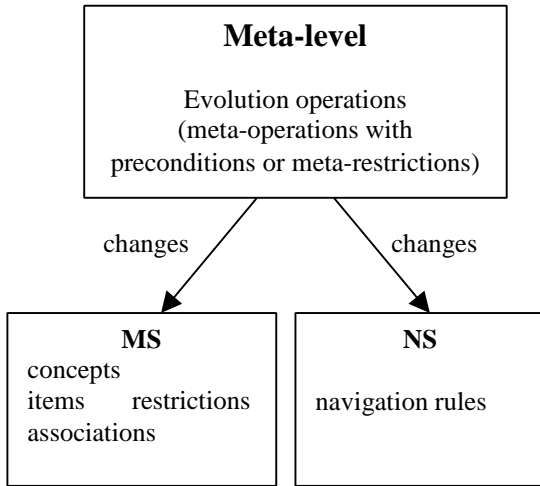 Meta-level
Evolution operations
(meta-operations with
preconditions or meta-restrictions)
changes
changes
MS
concepts
items restrictions
associations
NS
navigation rules